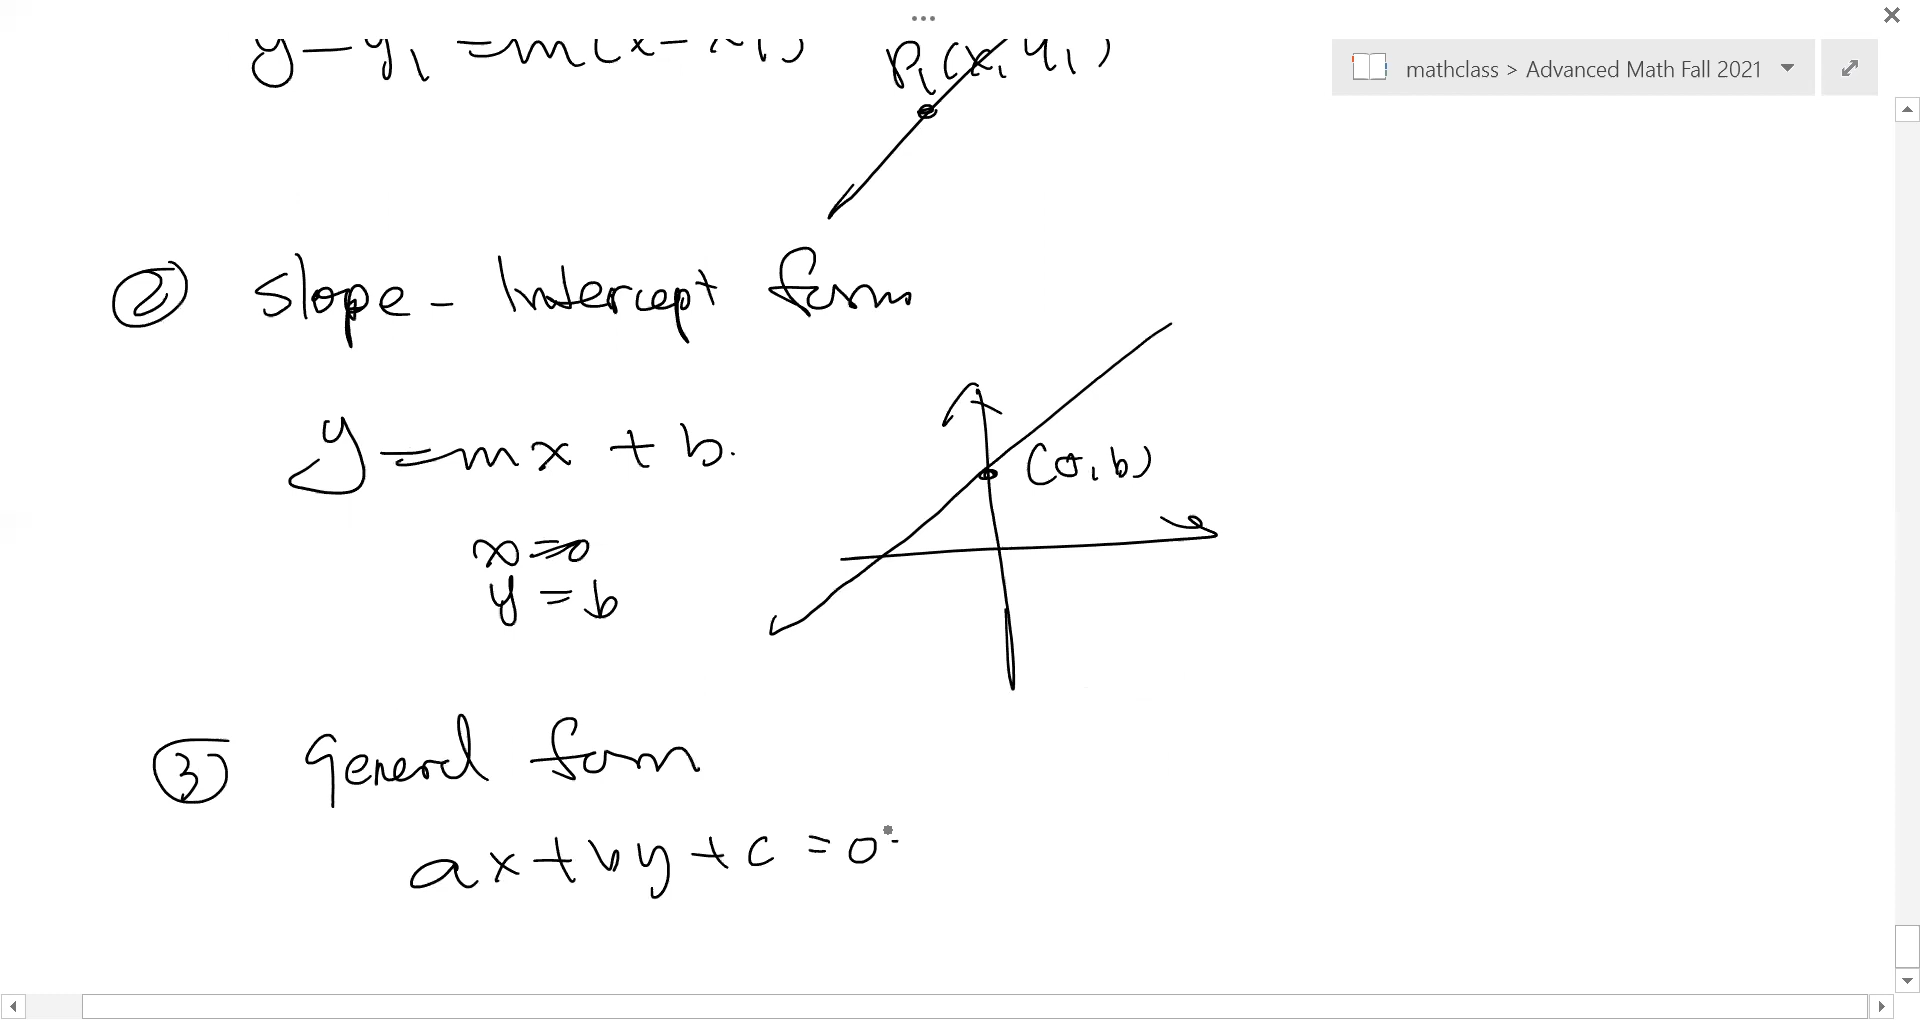 ...
y-y₁ = m(x-x₁) P₁(x₁,y₁)
mathclass > Advanced Math Fall 2021
② Slope - Intercept form
y = mx + b.
(0,b)
x=0
y = b
③ General form
ax+by+c = 0.